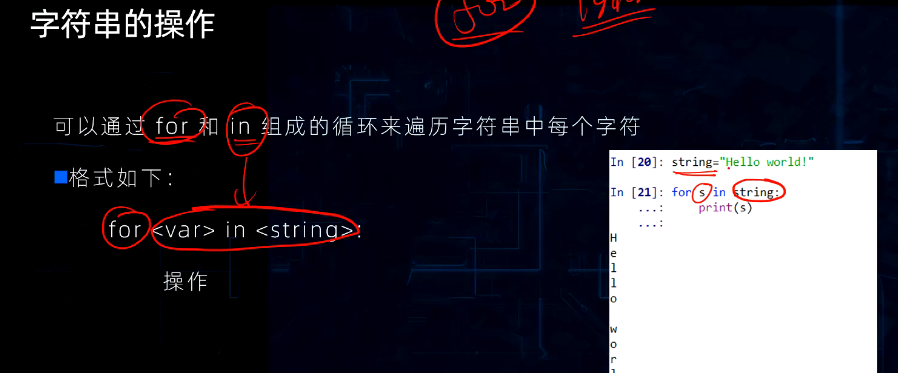 字符串的操作
for
可以通过 for 和 in 组成的循环来遍历字符串中每个字符
■格式如下：
for <var> in <string>:
操作
In [20]: string="Hello world!"
In [21]: for s in string:
...:     print(s)
...:
H
e
l
l
o
w
o
r